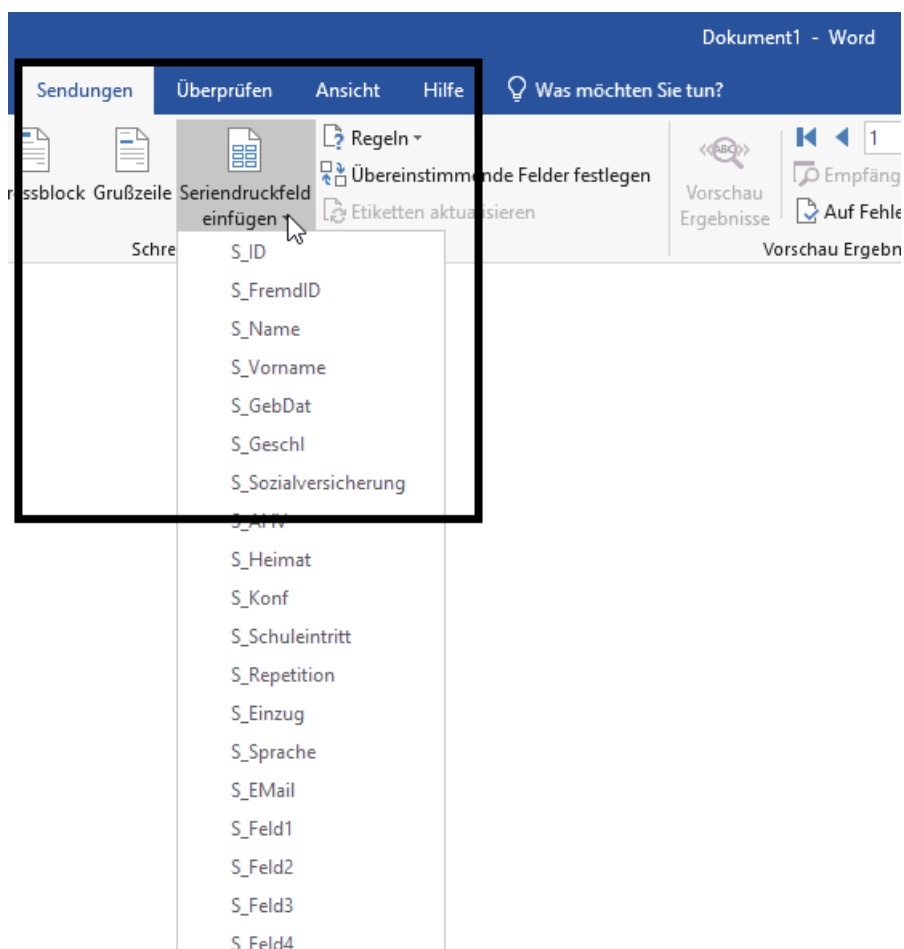 Dokument1 - Word
Sendungen Überprüfen Ansicht Hilfe Was möchten Sie tun?
Regeln
1
ABC
Übereinstimmende Felder festlegen
Grußzeile Seriendruckfeld
einfügen
Vorschau
Ergebnisse
Etiketten aktualisieren
Auf Fehle
Schre
Vorschau Ergebn
S_ID
S_FremdID
S_Name
S_Vorname
S_GebDat
S_Geschl
S_Sozialversicherung
S_Heimat
S_Konf
S_Schuleintritt
S_Repetition
S_Einzug
S_Sprache
S_EMail
S_Feld1
S_Feld2
S_Feld3
S_Feld4